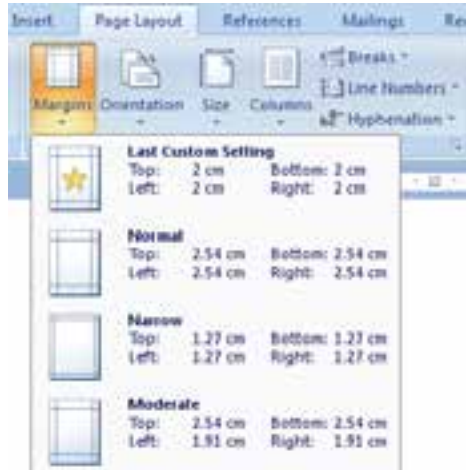 Insert Page Layout References Mailings Re
Margins Orientation Size Columns
Breaks
Line Numbers
Hyphenation
Last Custom Setting
Top: 2 cm Bottom: 2 cm
Left: 2 cm Right: 2 cm
Normal
Top: 2.54 cm Bottom: 2.54 cm
Left: 2.54 cm Right: 2.54 cm
Narrow
Top: 1.27 cm Bottom: 1.27 cm
Left: 1.27 cm Right: 1.27 cm
Moderate
Top: 2.54 cm Bottom: 2.54 cm
Left: 1.91 cm Right: 1.91 cm